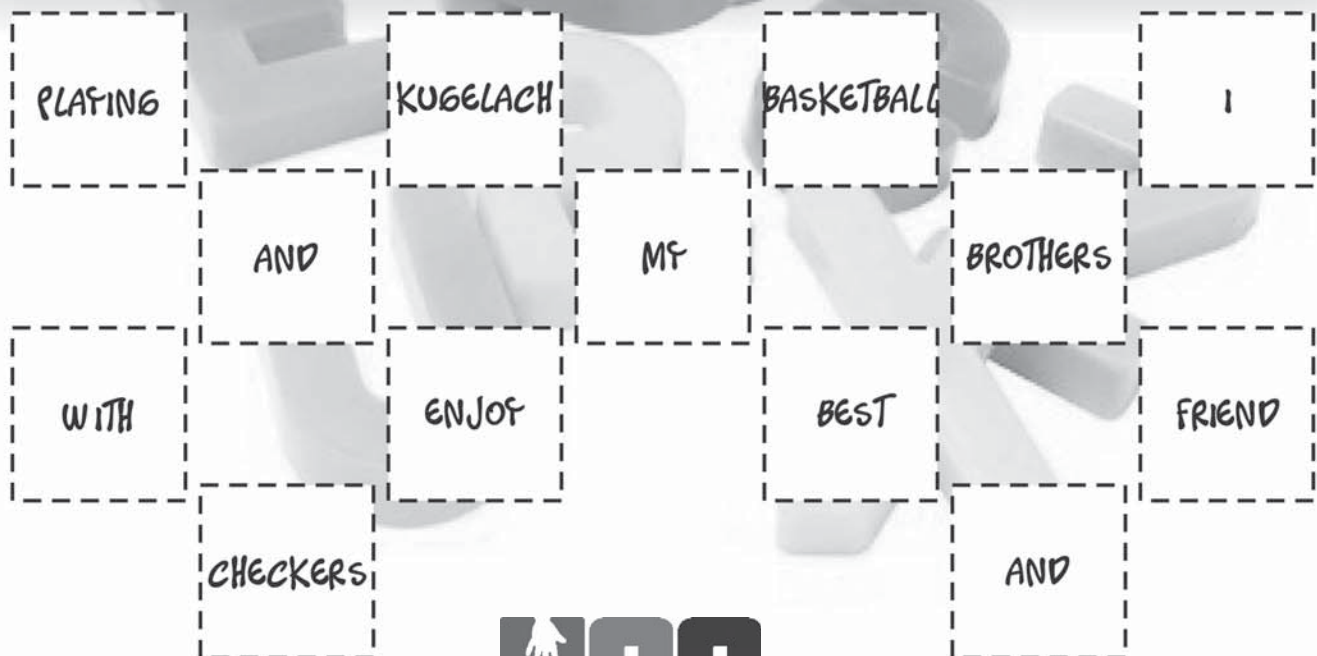 PLAYING KUGELACH BASKETBALL I
AND MY BROTHERS
WITH ENJOY BEST FRIEND
CHECKERS AND